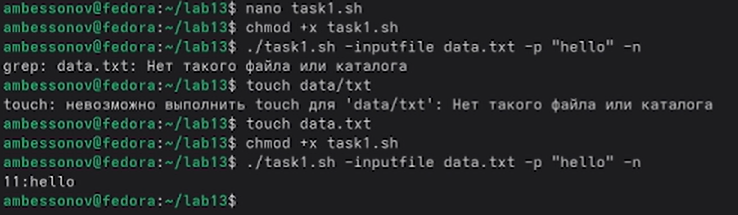 ambessonov@fedora:~/lab13$ nano task1.sh
ambessonov@fedora:~/lab13$ chmod +x task1.sh
ambessonov@fedora:~/lab13$ ./task1.sh -inputfile data.txt -p "hello" -n
grep: data.txt: Нет такого файла или каталога
ambessonov@fedora:~/lab13$ touch data/txt
touch: невозможно выполнить touch для 'data/txt': Нет такого файла или каталога
ambessonov@fedora:~/lab13$ touch data.txt
ambessonov@fedora:~/lab13$ chmod +x task1.sh
ambessonov@fedora:~/lab13$ ./task1.sh -inputfile data.txt -p "hello" -n
11:hello
ambessonov@fedora:~/lab13$